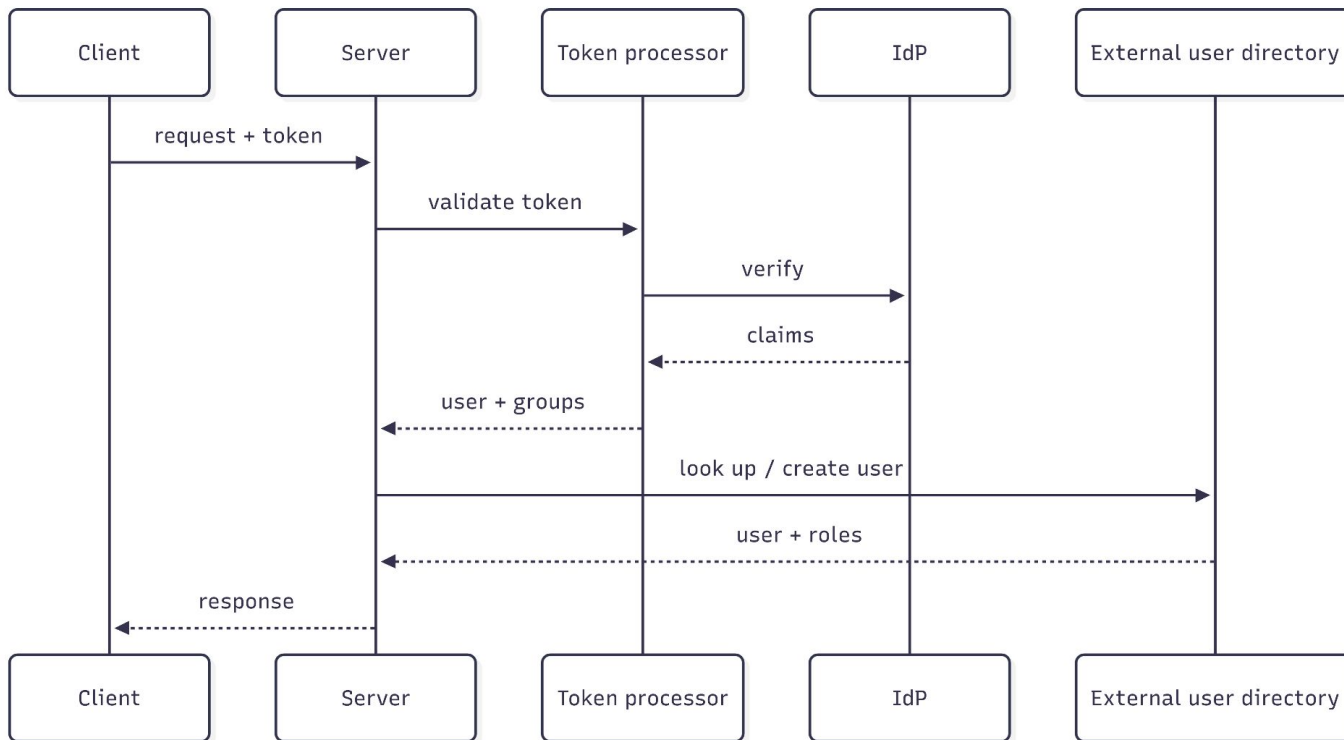 Client
Server
Token processor
IdP
External user directory
request + token
validate token
verify
claims
user + groups
look up / create user
user + roles
response
Client
Server
Token processor
IdP
External user directory